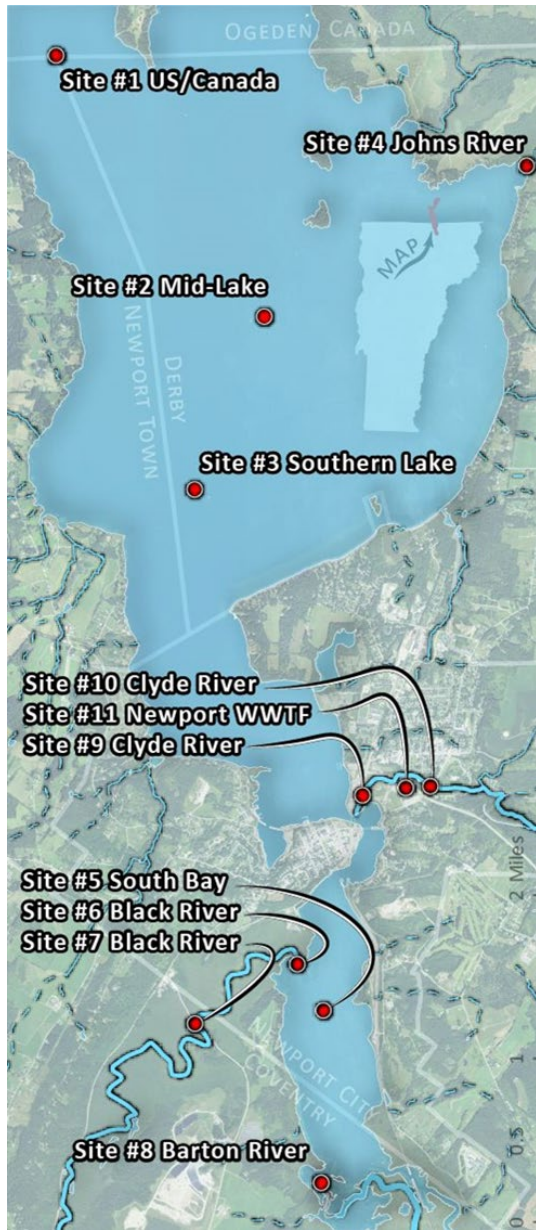 OGEDEN CANADA
Site #1 US/Canada
Site #4 Johns River
MAP
Site #2 Mid-Lake
DERBY
NEWPORT TOWN
Site #3 Southern Lake
Site #10 Clyde River
Site #11 Newport WWTF
Site #9 Clyde River
2 Miles
Site #5 South Bay
Site #6 Black River
Site #7 Black River
NEWPORT CITY
COVENTRY
1
0.5
Site #8 Barton River
0